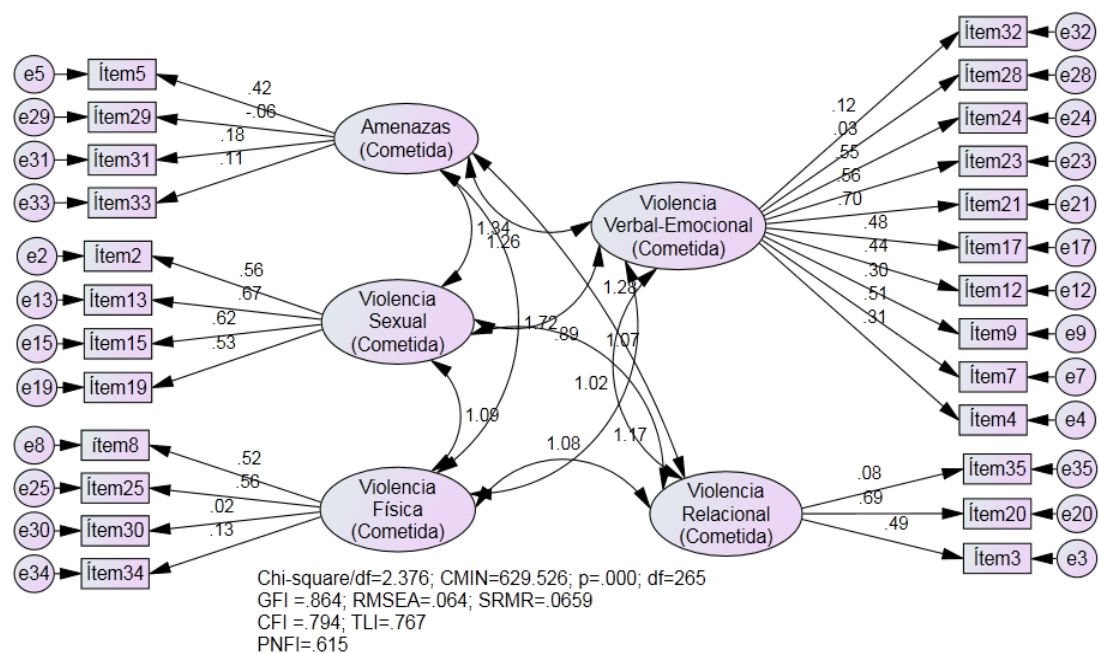 e5 Ítem5
e29 Ítem29
e31 Ítem31
e33 Ítem33
.42
-.06
.18
.11
Amenazas
(Cometida)
e2 Ítem2
e13 Ítem13
e15 Ítem15
e19 Ítem19
.56
.67
.62
.53
Violencia
Sexual
(Cometida)
e8 ítem8
e25 Ítem25
e30 Ítem30
e34 Ítem34
.52
.56
.02
.13
Violencia
Física
(Cometida)
1.34
1.26
1.72
.89
1.28
1.07
1.02
1.09
1.08
1.17
Violencia
Verbal-Emocional
(Cometida)
.12
.03
.55
.56
.70
.48
.44
.30
.51
.31
Ítem32 e32
Ítem28 e28
Ítem24 e24
Ítem23 e23
Ítem21 e21
Ítem17 e17
Ítem12 e12
Ítem9 e9
Ítem7 e7
Ítem4 e4
Violencia
Relacional
(Cometida)
.08
.69
.49
Ítem35 e35
Ítem20 e20
Ítem3 e3
Chi-square/df=2.376; CMIN=629.526; p=.000; df=265
GFI =.864; RMSEA=.064; SRMR=.0659
CFI =.794; TLI=.767
PNFI=.615